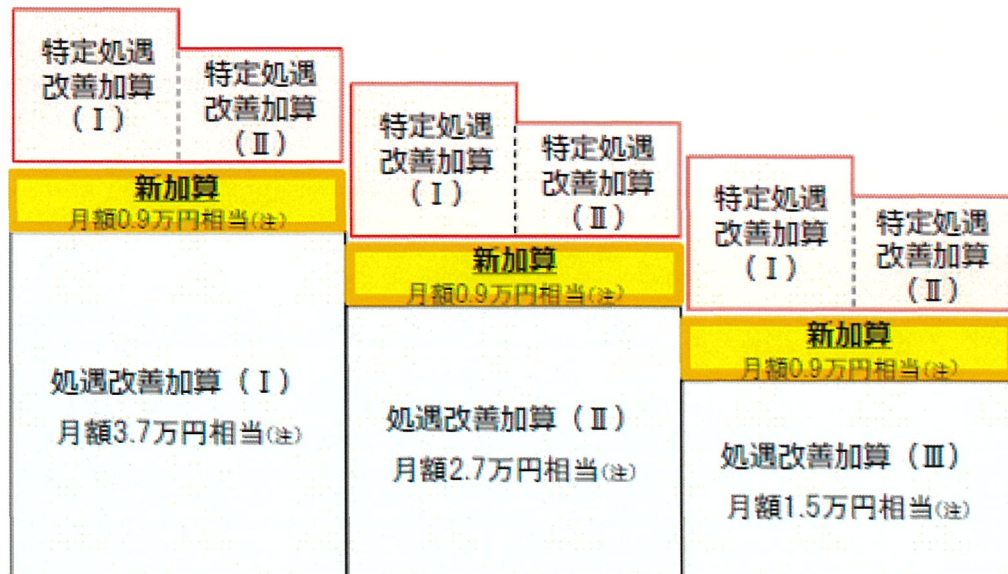 特定処遇
改善加算
(Ⅰ)
特定処遇
改善加算
(Ⅱ)
新加算
月額0.9万円相当(注)
処遇改善加算(Ⅰ)
月額3.7万円相当(注)
特定処遇
改善加算
(Ⅰ)
特定処遇
改善加算
(Ⅱ)
新加算
月額0.9万円相当(注)
処遇改善加算(Ⅱ)
月額2.7万円相当(注)
特定処遇
改善加算
(Ⅰ)
特定処遇
改善加算
(Ⅱ)
新加算
月額0.9万円相当(注)
処遇改善加算(Ⅲ)
月額1.5万円相当(注)